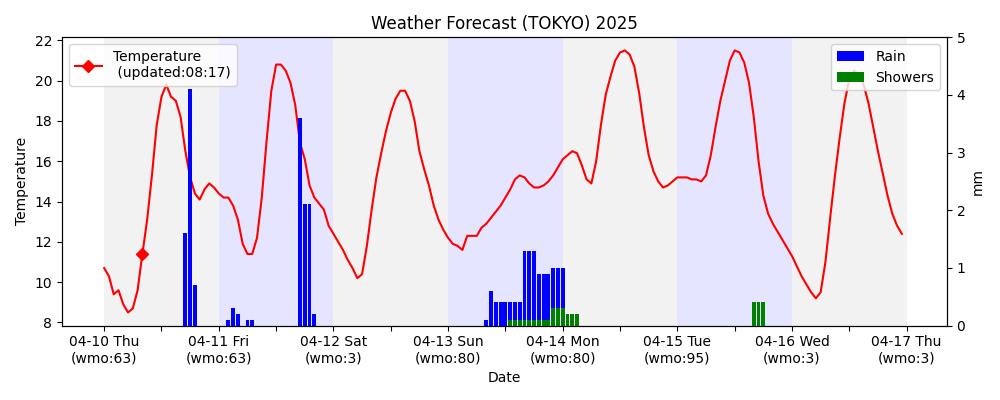 Weather Forecast (TOKYO) 2025
Temperature
(updated:08:17)
Rain
Showers
22
20
18
16
14
12
10
8
Temperature
5
4
3
2
1
0
mm
04-10 Thu
(wmo:63)
04-11 Fri
(wmo:63)
04-12 Sat
(wmo:3)
04-13 Sun
(wmo:80)
04-14 Mon
(wmo:80)
04-15 Tue
(wmo:95)
04-16 Wed
(wmo:3)
04-17 Thu
(wmo:3)
Date